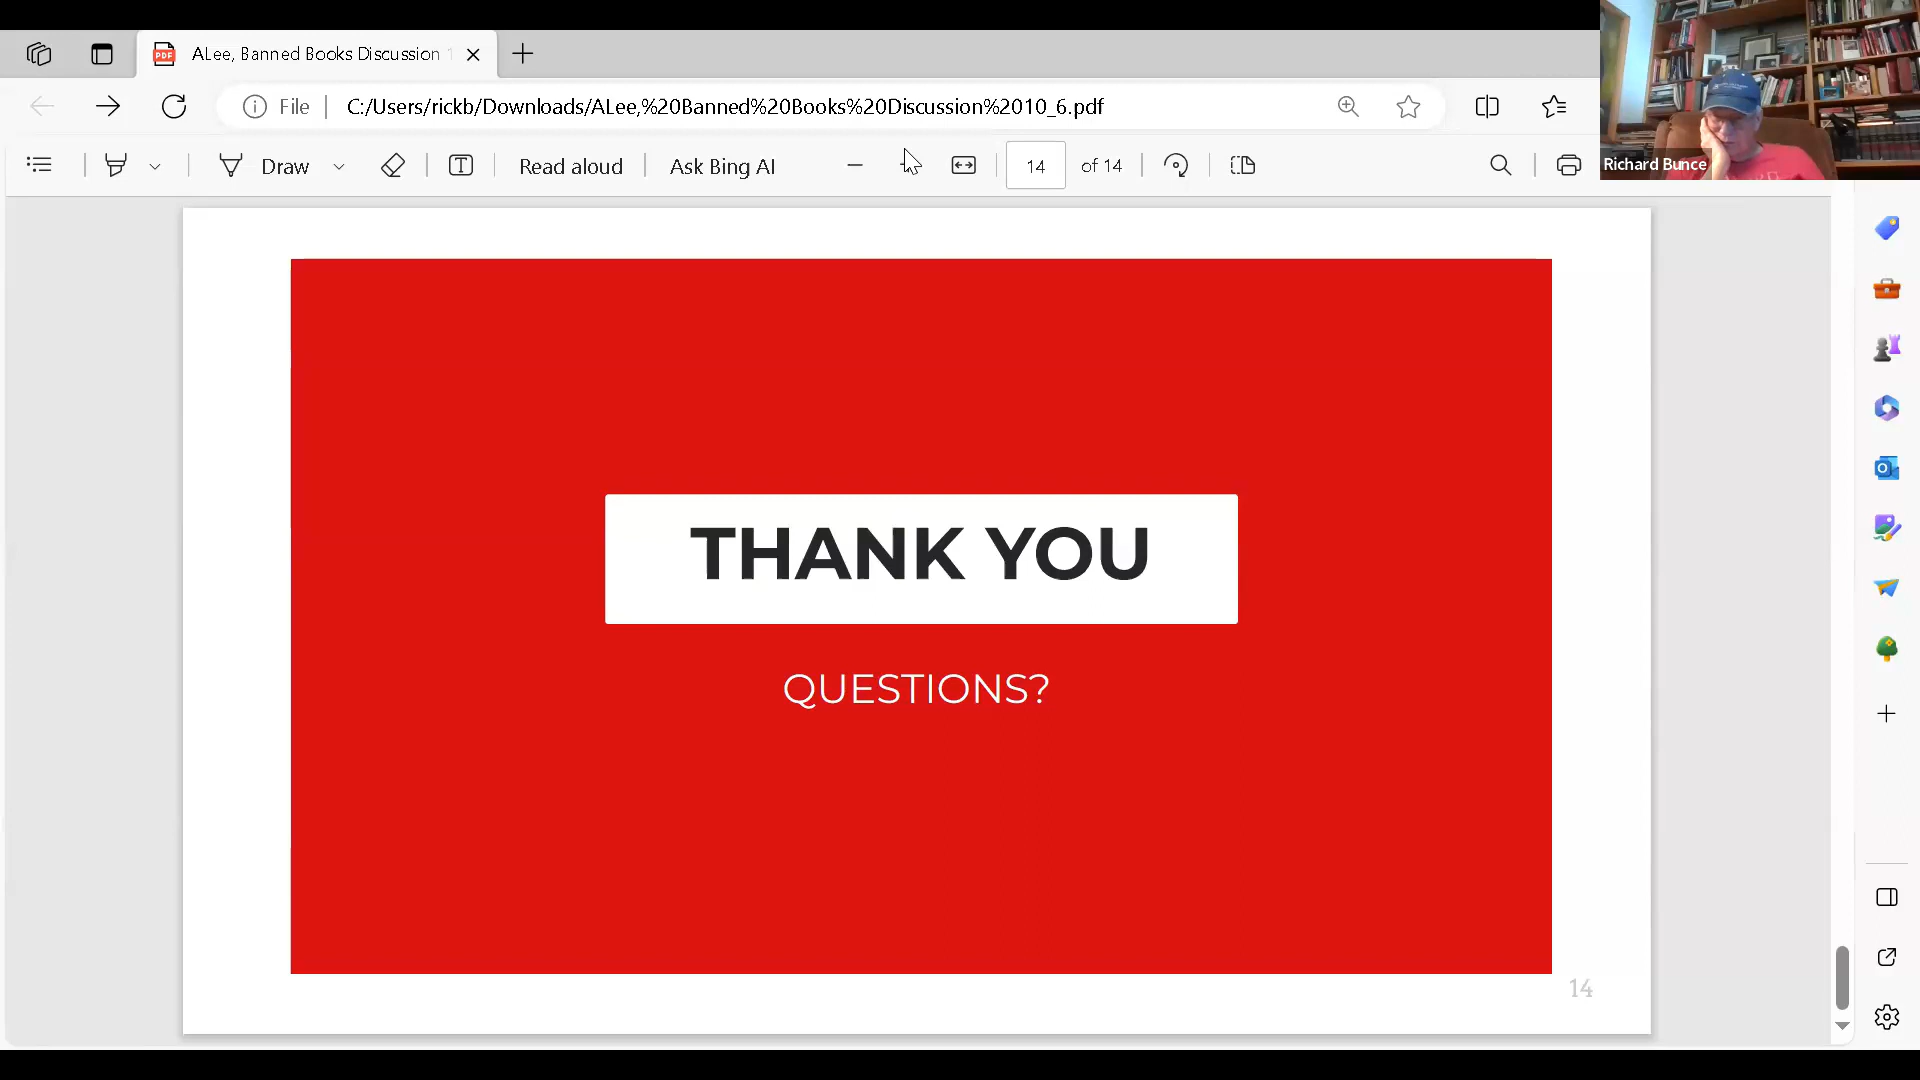 ALee, Banned Books Discussion
File
C:/Users/rickb/Downloads/ALee,%20Banned%20Books%20Discussion%2010_6.pdf
Draw
Read aloud
Ask Bing AI
14
of 14
Richard Bunce
THANK YOU
QUESTIONS?
14